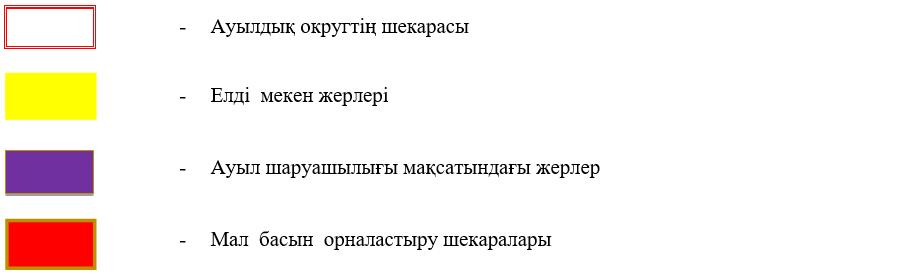 - Ауылдық округтің шекарасы
- Елді мекен жерлері
- Ауыл шаруашылығы мақсатындағы жерлер
- Мал басын орналастыру шекаралары